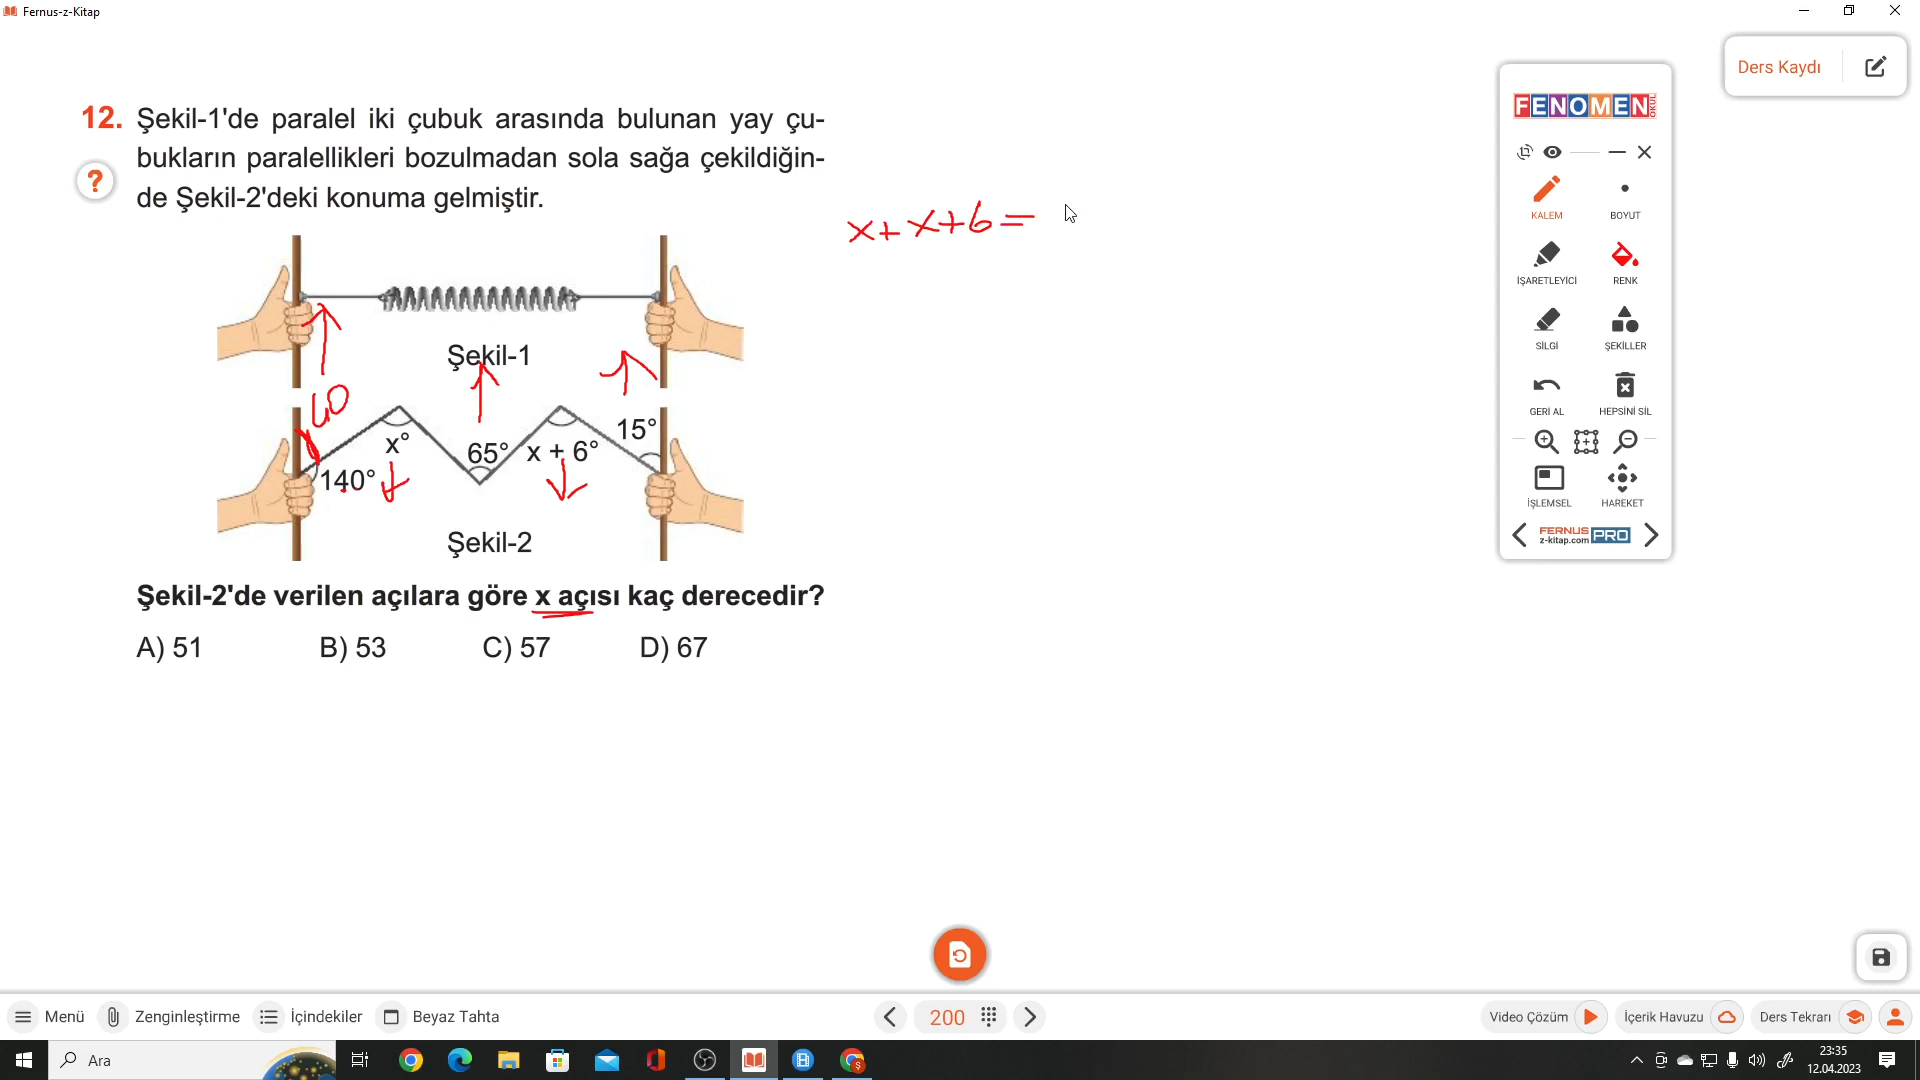 Fernus-z-Kitap
Ders Kaydı
12. Şekil-1'de paralel iki çubuk arasında bulunan yay çu-
bukların paralellikleri bozulmadan sola sağa çekildiğin-
de Şekil-2'deki konuma gelmiştir.
x+x+6=
Şekil-1
40
x°
65°
x + 6°
15°
140°
Şekil-2
Şekil-2'de verilen açılara göre x açısı kaç derecedir?
A) 51
B) 53
C) 57
D) 67
FENOMEN
OKUL
KALEM
BOYUT
İŞARETLEYİCİ
RENK
SİLGİ
ŞEKİLLER
GERİ AL
HEPSİNİ SİL
İŞLEMSEL
HAREKET
FERNUS
z-kitap.com PRO
Menü
Zenginleştirme
İçindekiler
Beyaz Tahta
200
Video Çözüm
İçerik Havuzu
Ders Tekrarı
Ara
23:35
12.04.2023